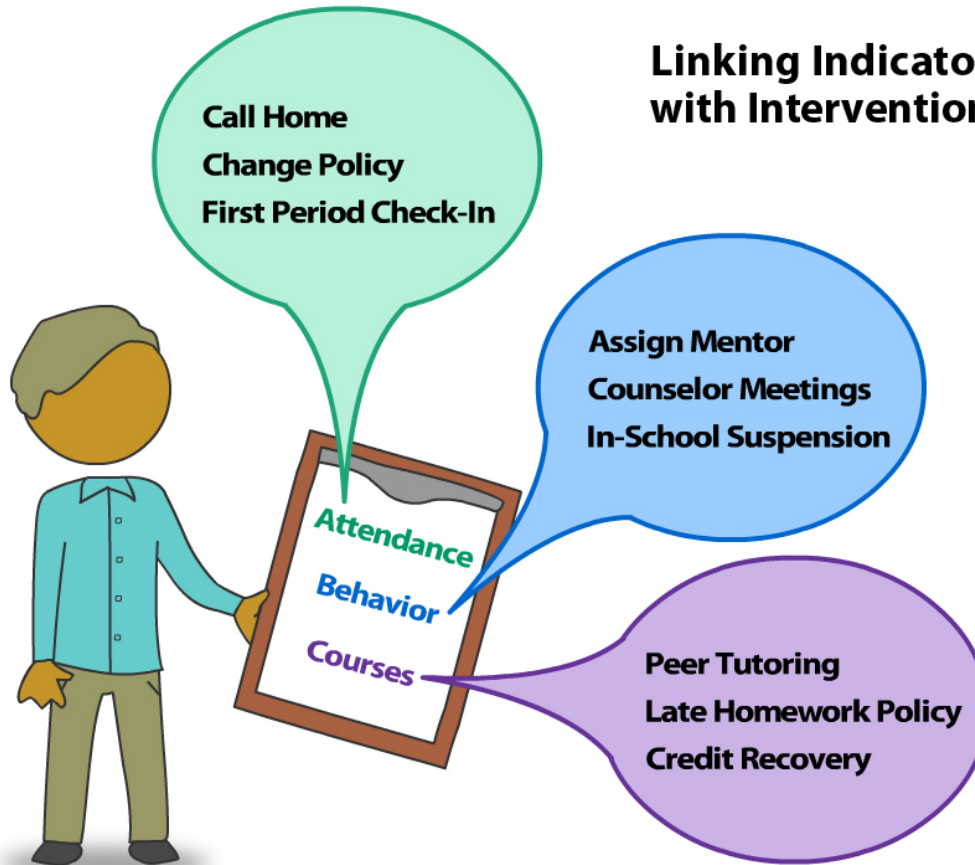 Linking Indicato
with Intervention
Call Home
Change Policy
First Period Check-In
Assign Mentor
Counselor Meetings
In-School Suspension
Attendance
Behavior
Courses
Peer Tutoring
Late Homework Policy
Credit Recovery